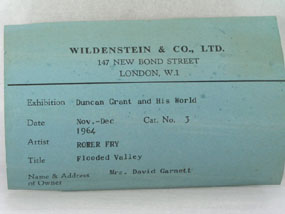 WILDENSTEIN & CO., LTD.
147 NEW BOND STREET
LONDON, W.1
Exhibition Duncan Grant and His World
Date Nov.-Dec Cat. No. 3
1964
Artist ROMER FRY
Title Flooded Valley
Name & Address Mrs. David Garnett
of Owner